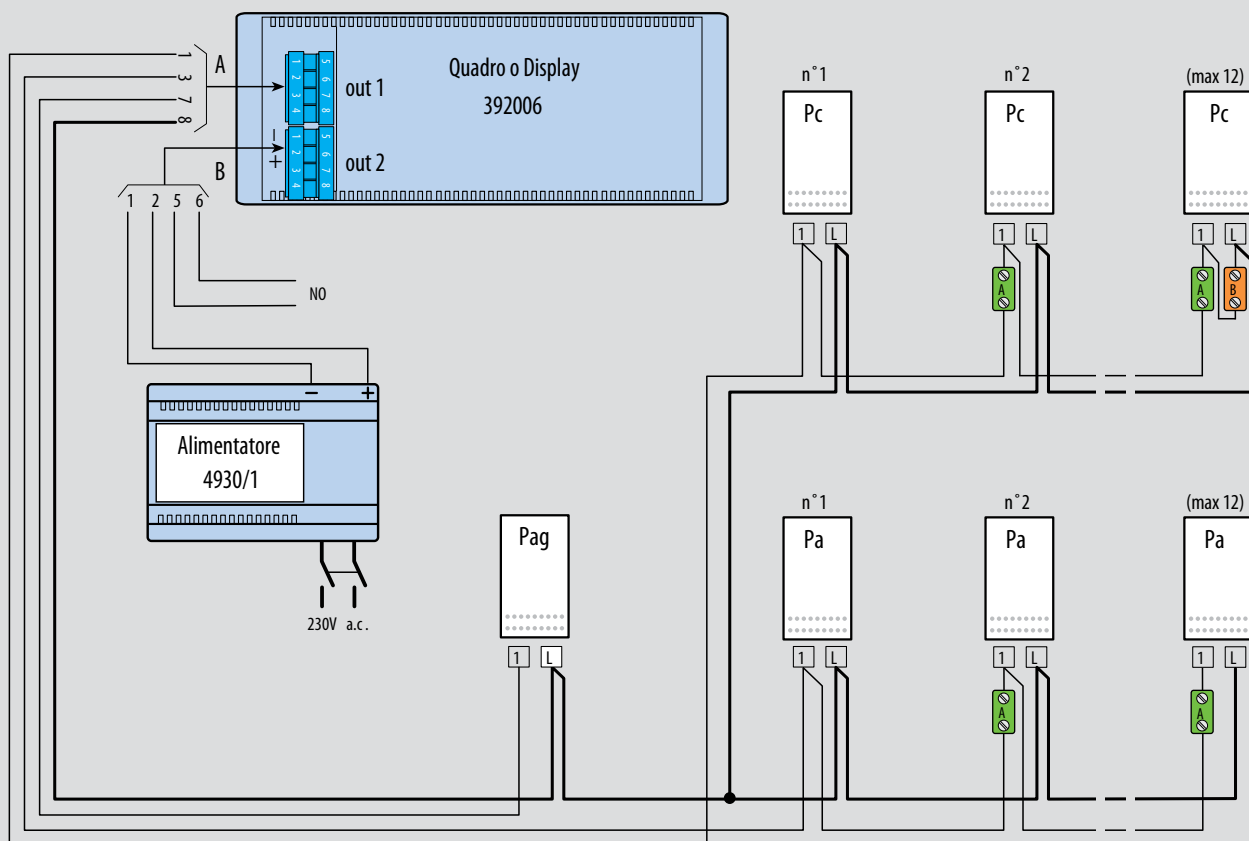 1
3
7
8
A
B
1 2 3 4
5 6 7 8
out 1
– +
1 2 3 4
5 6 7 8
out 2
Quadro o Display
392006
1 2 5 6
NO
– +
Alimentatore
4930/1
230V a.c.
Pag
1 L
n°1
Pc
1 L
n°2
Pc
1 L
A
(max 12)
Pc
1 L
A B
n°1
Pa
1 L
n°2
Pa
1 L
A
(max 12)
Pa
1 L
A